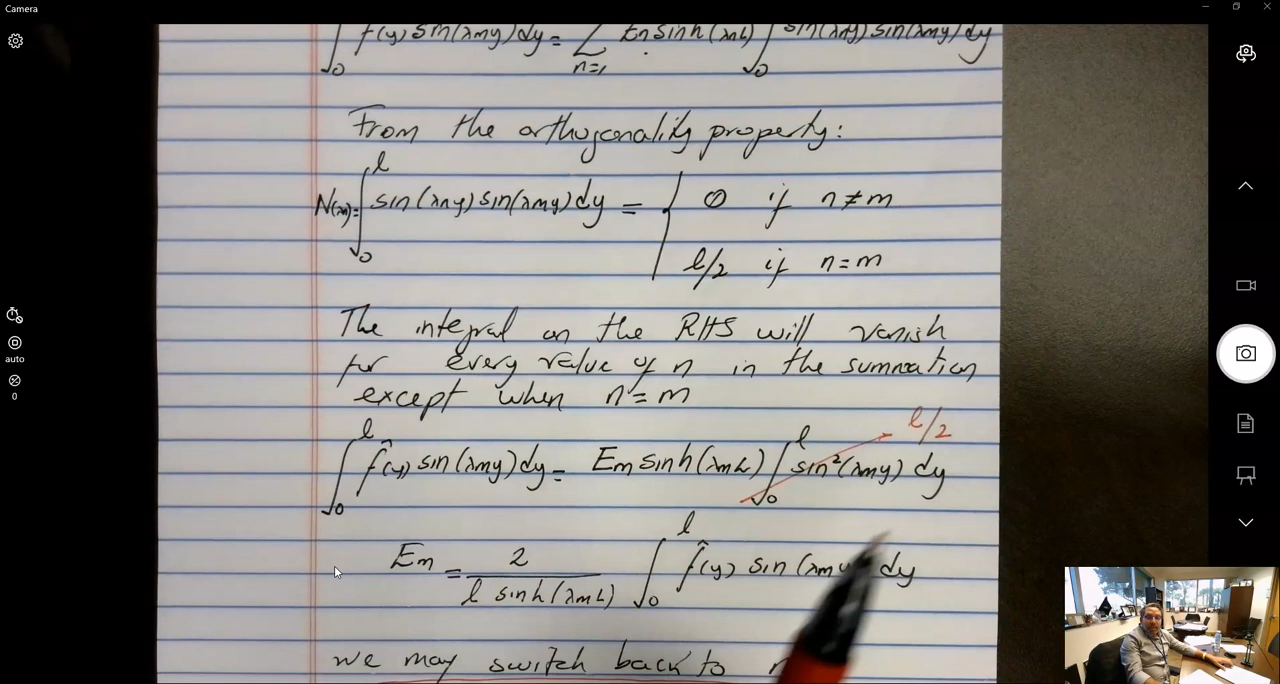 Camera
∫₀ f(y) sin(λmy) dy = Σ n=1 En sinh(λnL) ∫₀ sin(λny) sin(λmy) dy
From the orthogonality property:
N(λn) = ∫₀ˡ sin(λny) sin(λmy) dy = { 0 if n ≠ m
l/2 if n = m
The integral on the RHS will vanish
for every value of n in the summation
except when n = m
l/2
∫₀ˡ f̂(y) sin(λmy) dy = Em sinh(λmL) ∫₀ˡ sin²(λmy) dy
Em = 2 / l sinh(λmL) ∫₀ˡ f̂(y) sin(λmy) dy
we may switch back to n
auto
0